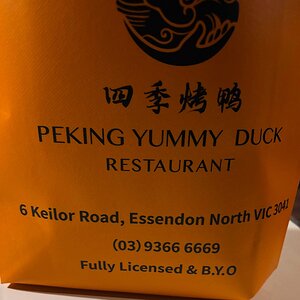 四季烤鸭
PEKING YUMMY DUCK
RESTAURANT
6 Keilor Road, Essendon North VIC 3041
(03) 9366 6669
Fully Licensed & B.Y.O